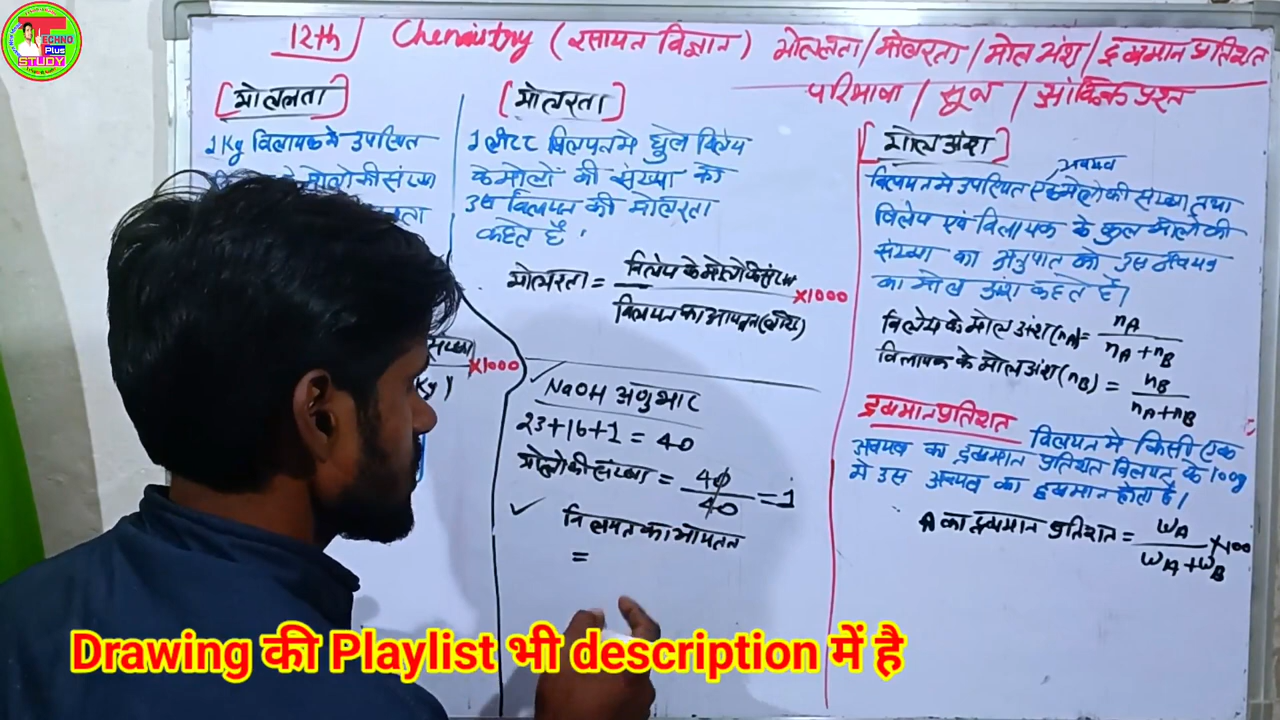 TECHNO
Plus
STUDY
12th Chemistry (रसायन विज्ञान) मोललता/मोलरता/मोल अंश/द्रव्यमान प्रतिशत
परिभाषा / सूत्र / आंकिक प्रश्न
[मोललता]
1 Kg विलायक मे उपस्थित
मोलो की संख्या
संख्या
Kg) ×1000
[मोलरता]
1 लीटर विलयन मे घुले विलेय
के मोलों की संख्या को
उस विलयन की मोलरता
कहते है।
मोलरता = विलेय के मोलो की संख्या
विलयन का आयतन (लीटर) ×1000
NaOH अणुभार
23+16+1 = 40
मोलो की संख्या = 40
40 = 1
विलयन का आयतन
=
[मोल अंश]
अवयव
विलयन मे उपस्थित मोलो की संख्या तथा
विलेय एवं विलायक के कुल मोलो की
संख्या का अनुपात को उस अवयव
का मोल अंश कहते है।
विलेय के मोल अंश (nA) = nA
nA + nB
विलायक के मोल अंश (nB) = nB
nA+nB
द्रव्यमान प्रतिशत विलयन मे किसी एक
अवयव का द्रव्यमान प्रतिशत विलयन के 100g
मे उस अवयव का द्रव्यमान होता है।
A का द्रव्यमान प्रतिशत = WA
WA+WB ×100
Drawing की Playlist भी description में है